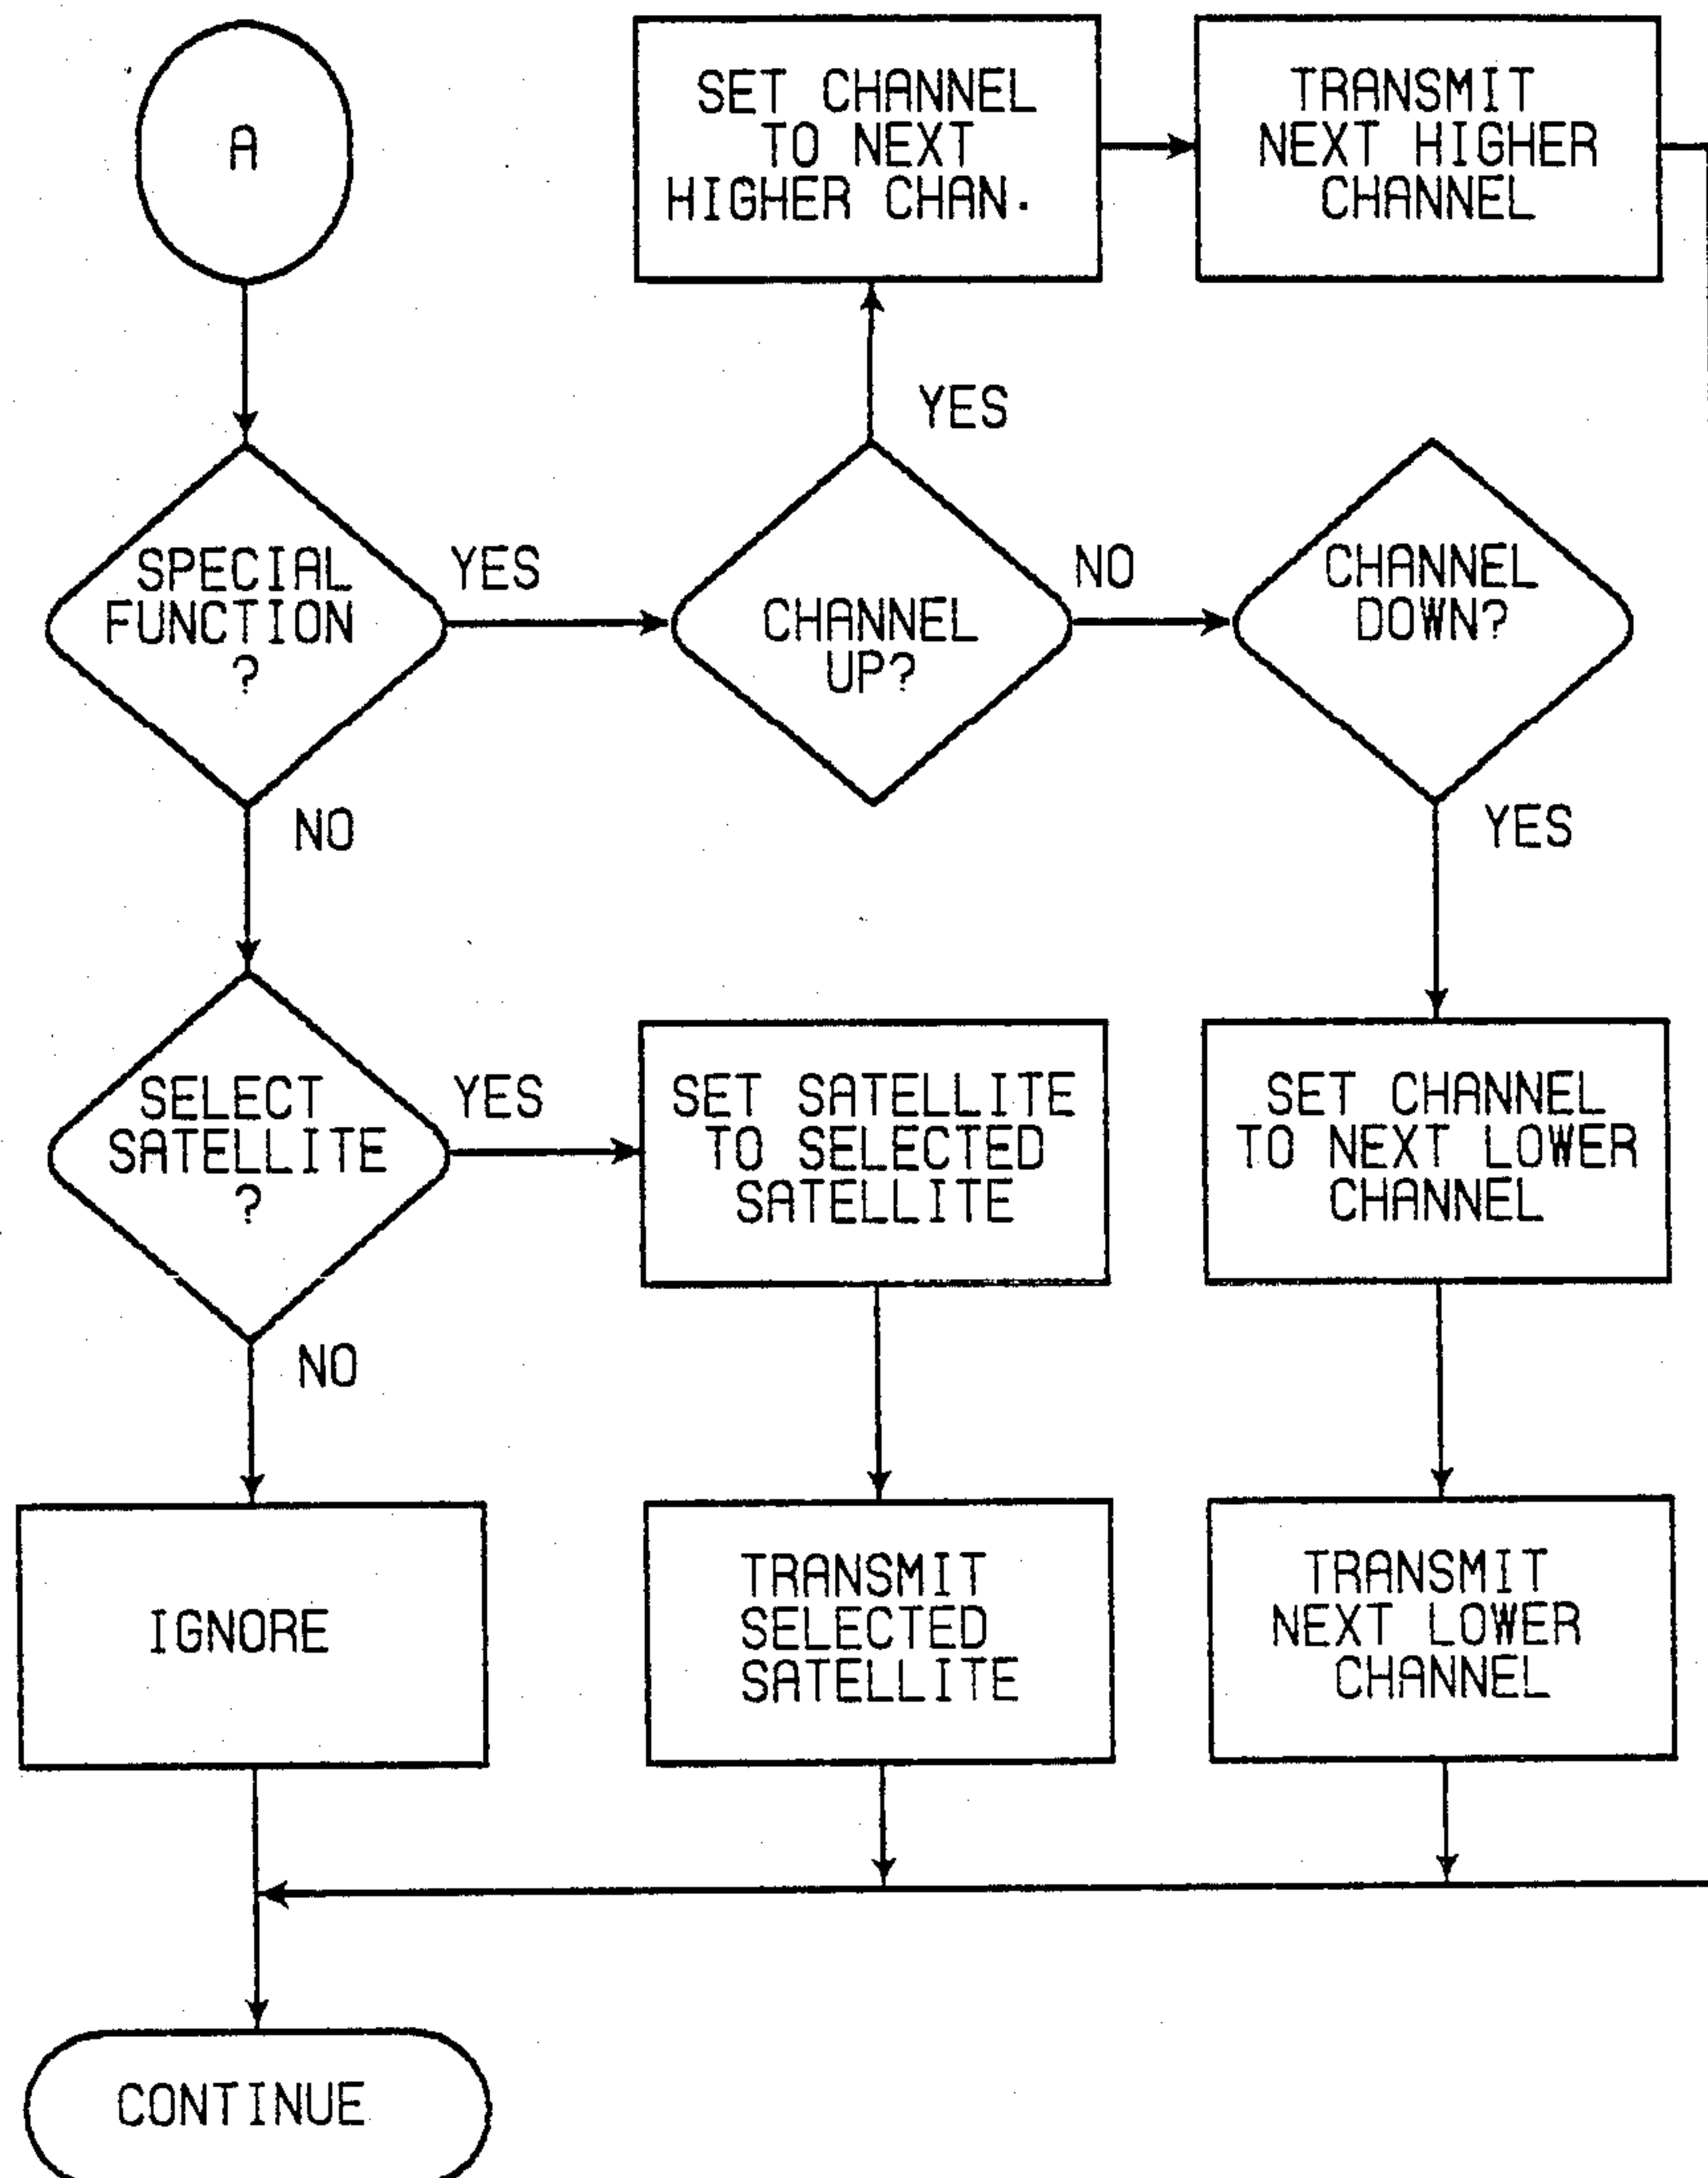 A
SET CHANNEL
TO NEXT
HIGHER CHAN.
TRANSMIT
NEXT HIGHER
CHANNEL
YES
SPECIAL
FUNCTION
?
YES
CHANNEL
UP?
NO
CHANNEL
DOWN?
NO
YES
SELECT
SATELLITE
?
YES
SET SATELLITE
TO SELECTED
SATELLITE
SET CHANNEL
TO NEXT LOWER
CHANNEL
NO
IGNORE
TRANSMIT
SELECTED
SATELLITE
TRANSMIT
NEXT LOWER
CHANNEL
CONTINUE